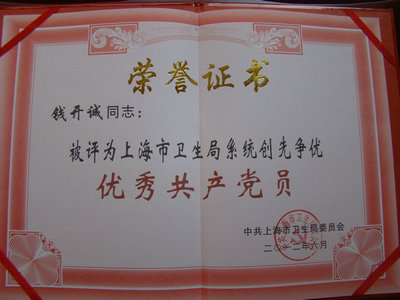 荣誉证书
钱开诚同志：
被评为上海市卫生局系统创先争优
优秀共产党员
中共上海市卫生局委员会
二〇一二年六月